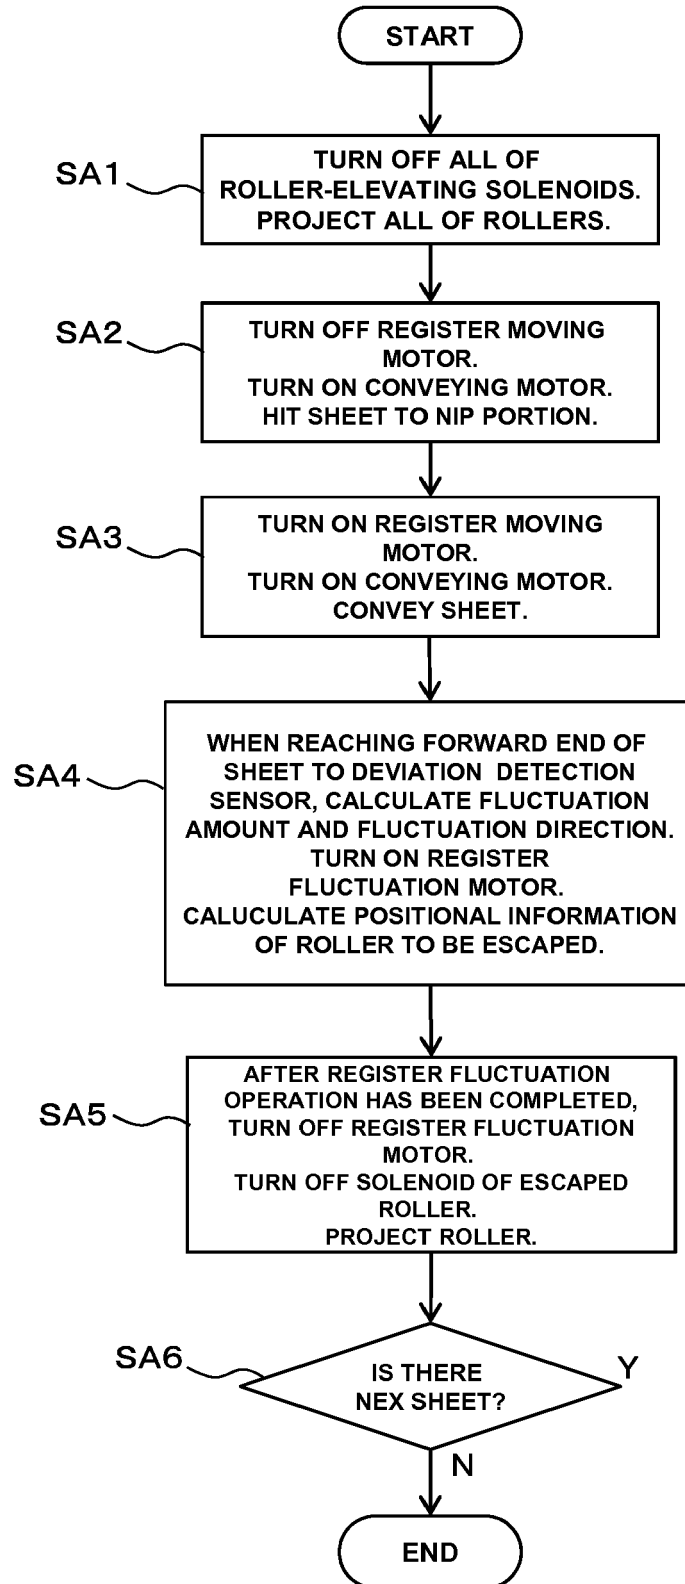 START
SA1
TURN OFF ALL OF
ROLLER-ELEVATING SOLENOIDS.
PROJECT ALL OF ROLLERS.
SA2
TURN OFF REGISTER MOVING
MOTOR.
TURN ON CONVEYING MOTOR.
HIT SHEET TO NIP PORTION.
SA3
TURN ON REGISTER MOVING
MOTOR.
TURN ON CONVEYING MOTOR.
CONVEY SHEET.
SA4
WHEN REACHING FORWARD END OF
SHEET TO DEVIATION DETECTION
SENSOR, CALCULATE FLUCTUATION
AMOUNT AND FLUCTUATION DIRECTION.
TURN ON REGISTER
FLUCTUATION MOTOR.
CALUCULATE POSITIONAL INFORMATION
OF ROLLER TO BE ESCAPED.
SA5
AFTER REGISTER FLUCTUATION
OPERATION HAS BEEN COMPLETED,
TURN OFF REGISTER FLUCTUATION
MOTOR.
TURN OFF SOLENOID OF ESCAPED
ROLLER.
PROJECT ROLLER.
SA6
IS THERE
NEX SHEET?
Y
N
END